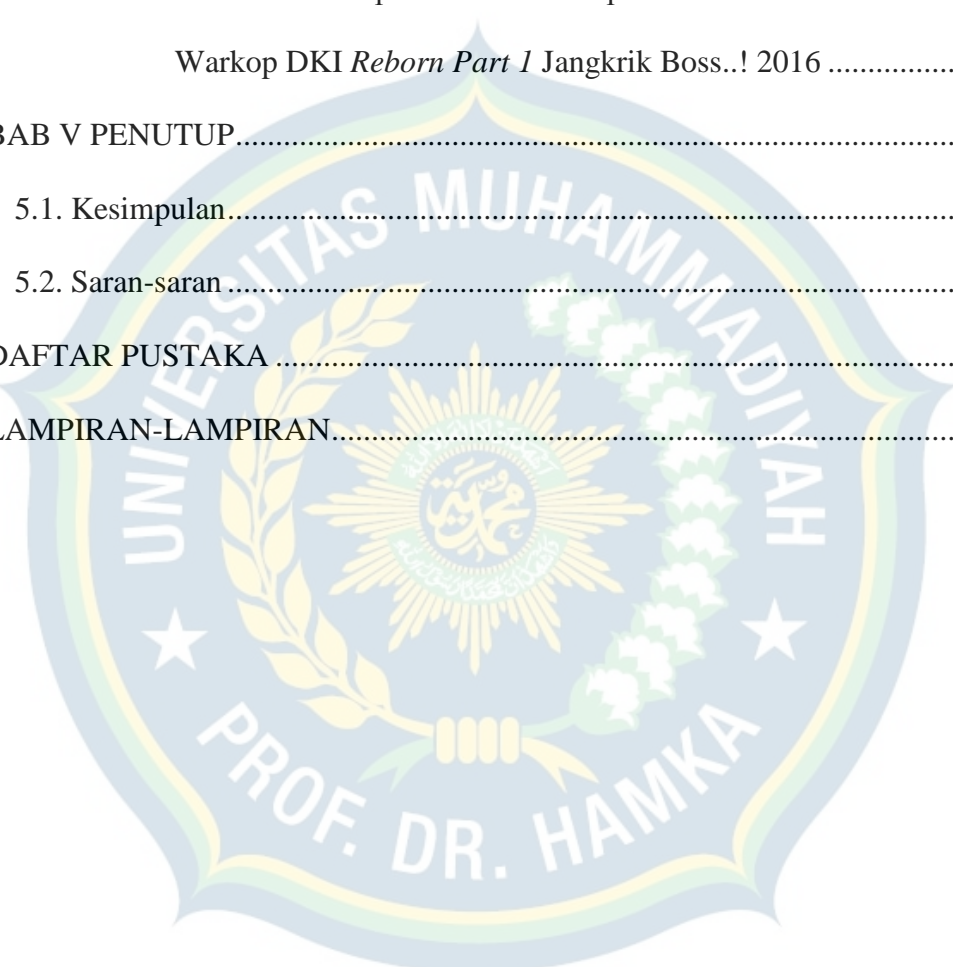 Warkop DKI Reborn Part 1 Jangkrik Boss..! 2016 ................
BAB V PENUTUP................................................................................................
5.1. Kesimpulan................................................................................................
5.2. Saran-saran ................................................................................................
DAFTAR PUSTAKA ..........................................................................................
LAMPIRAN-LAMPIRAN...................................................................................
UNIVERSITAS MUHAMMADIYAH
PROF. DR. HAMKA